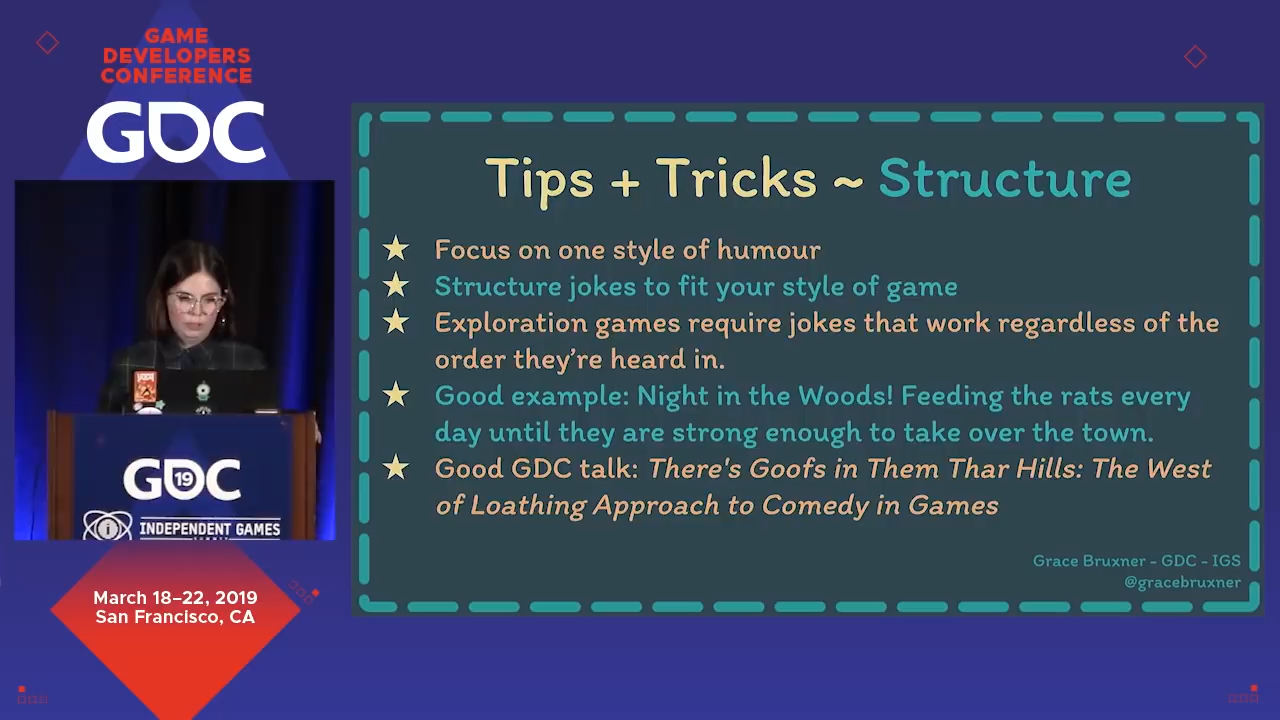 GAME
DEVELOPERS
CONFERENCE
GDC
Tips + Tricks ~ Structure
★ Focus on one style of humour
★ Structure jokes to fit your style of game
★ Exploration games require jokes that work regardless of the
order they're heard in.
★ Good example: Night in the Woods! Feeding the rats every
day until they are strong enough to take over the town.
★ Good GDC talk: There's Goofs in Them Thar Hills: The West
of Loathing Approach to Comedy in Games
Grace Bruxner - GDC - IGS
@gracebruxner
GDC
19
INDEPENDENT GAMES
March 18–22, 2019
San Francisco, CA